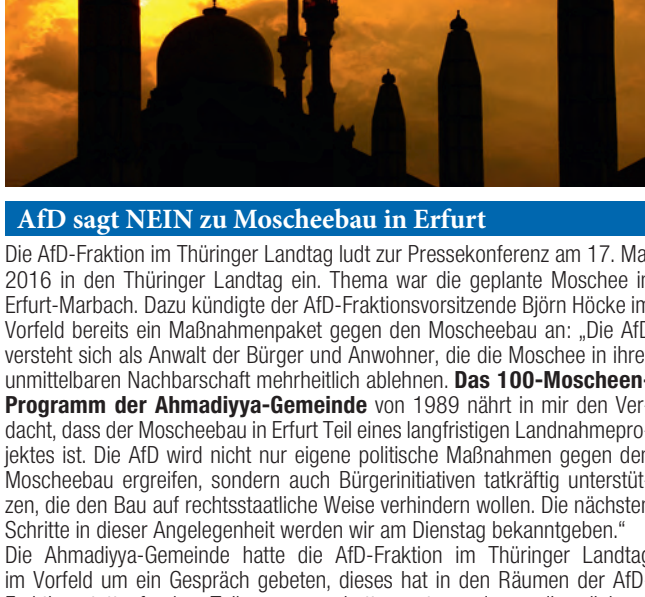 AfD sagt NEIN zu Moscheebau in Erfurt
Die AfD-Fraktion im Thüringer Landtag ludt zur Pressekonferenz am 17. Ma
2016 in den Thüringer Landtag ein. Thema war die geplante Moschee in
Erfurt-Marbach. Dazu kündigte der AfD-Fraktionsvorsitzende Björn Höcke im
Vorfeld bereits ein Maßnahmenpaket gegen den Moscheebau an: „Die AfD
versteht sich als Anwalt der Bürger und Anwohner, die die Moschee in ihre
unmittelbaren Nachbarschaft mehrheitlich ablehnen. Das 100-Moscheen-
Programm der Ahmadiyya-Gemeinde von 1989 nährt in mir den Ver-
dacht, dass der Moscheebau in Erfurt Teil eines langfristigen Landnahmepro-
jektes ist. Die AfD wird nicht nur eigene politische Maßnahmen gegen den
Moscheebau ergreifen, sondern auch Bürgerinitiativen tatkräftig unterstüt-
zen, die den Bau auf rechtsstaatliche Weise verhindern wollen. Die nächsten
Schritte in dieser Angelegenheit werden wir am Dienstag bekanntgeben.“
Die Ahmadiyya-Gemeinde hatte die AfD-Fraktion im Thüringer Landtag
im Vorfeld um ein Gespräch gebeten, dieses hat in den Räumen der AfD-